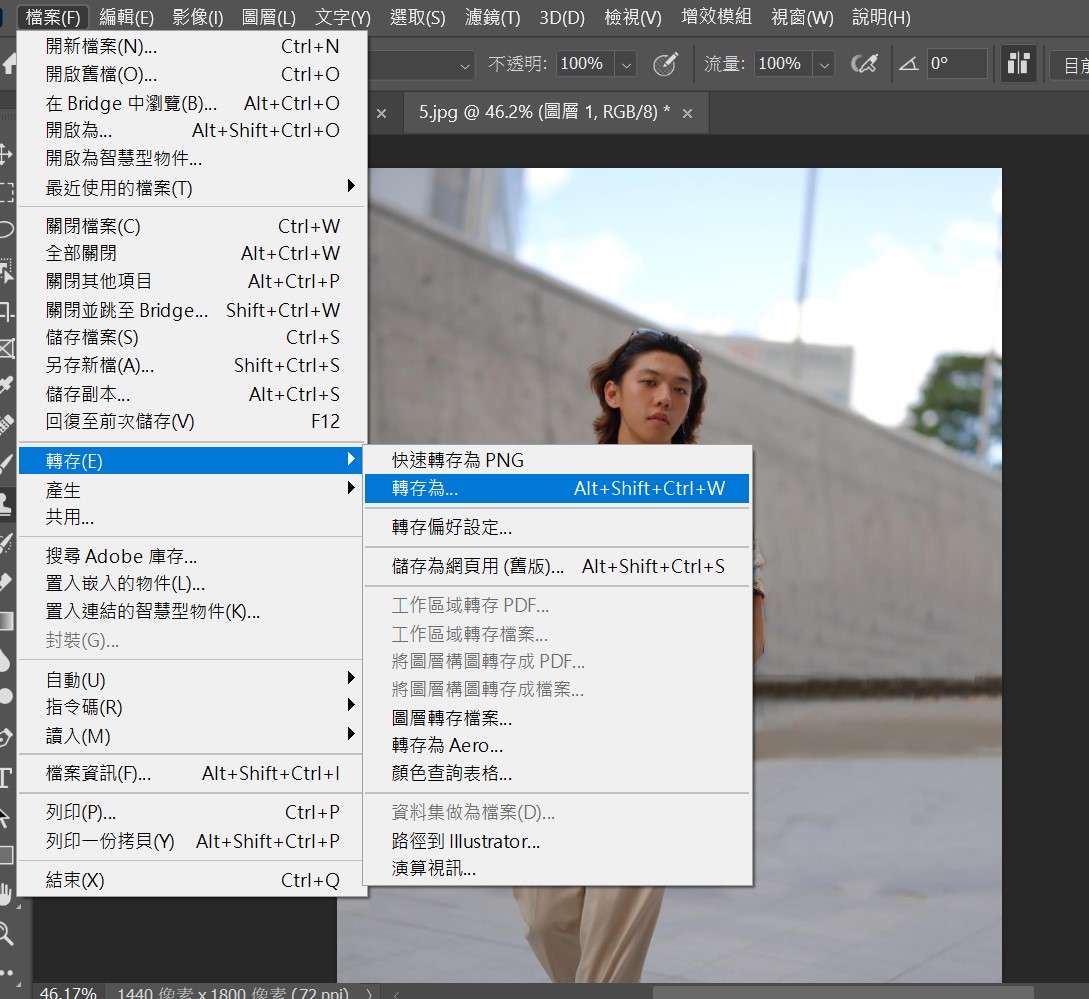 檔案(F) 編輯(E) 影像(I) 圖層(L) 文字(Y) 選取(S) 濾鏡(T) 3D(D) 檢視(V) 增效模組 視窗(W) 說明(H)
不透明: 100% 流量: 100% 0° 目前
5.jpg @ 46.2% (圖層 1, RGB/8) *
開新檔案(N)... Ctrl+N
開啟舊檔(O)... Ctrl+O
在 Bridge 中瀏覽(B)... Alt+Ctrl+O
開啟為... Alt+Shift+Ctrl+O
開啟為智慧型物件...
最近使用的檔案(T)
關閉檔案(C) Ctrl+W
全部關閉 Alt+Ctrl+W
關閉其他項目 Alt+Ctrl+P
關閉並跳至 Bridge... Shift+Ctrl+W
儲存檔案(S) Ctrl+S
另存新檔(A)... Shift+Ctrl+S
儲存副本... Alt+Ctrl+S
回復至前次儲存(V) F12
轉存(E)
產生
共用...
搜尋 Adobe 庫存...
置入嵌入的物件(L)...
置入連結的智慧型物件(K)...
封裝(G)...
自動(U)
指令碼(R)
讀入(M)
檔案資訊(F)... Alt+Shift+Ctrl+I
列印(P)... Ctrl+P
列印一份拷貝(Y) Alt+Shift+Ctrl+P
結束(X) Ctrl+Q
快速轉存為 PNG
轉存為... Alt+Shift+Ctrl+W
轉存偏好設定...
儲存為網頁用 (舊版)... Alt+Shift+Ctrl+S
工作區域轉存 PDF...
工作區域轉存檔案...
將圖層構圖轉存成 PDF...
將圖層構圖轉存成檔案...
圖層轉存檔案...
轉存為 Aero...
顏色查詢表格...
資料集做為檔案(D)...
路徑到 Illustrator...
演算視訊...
46.17% 1440 像素 x 1800 像素 (72 ppi)